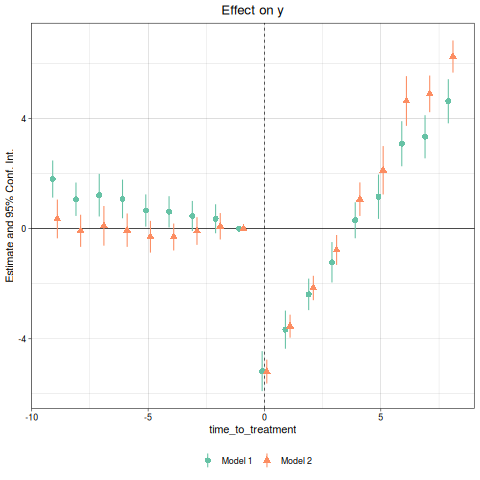 Effect on y
Estimate and 95% Conf. Int.
4
0
-4
-10
-5
0
5
time_to_treatment
Model 1
Model 2